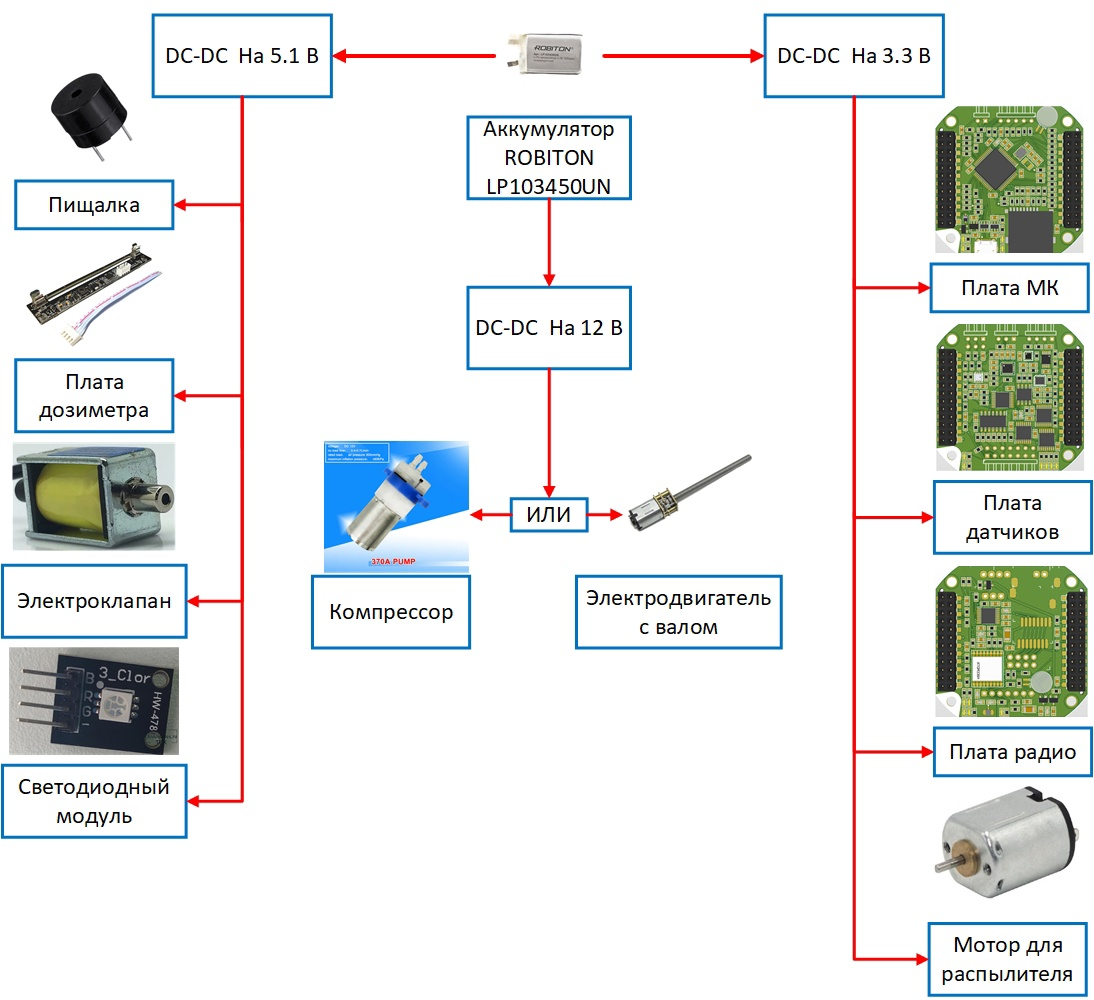 DC-DC На 5.1 В
ROBITON
DC-DC На 3.3 В
Аккумулятор
ROBITON
LP103450UN
Пищалка
Плата МК
DC-DC На 12 В
Плата
дозиметра
370A PUMP
ИЛИ
Плата
датчиков
Электроклапан
Компрессор
Электродвигатель
с валом
3_Clor
B
R
G
HW-478
Плата радио
Светодиодный
модуль
Мотор для
распылителя